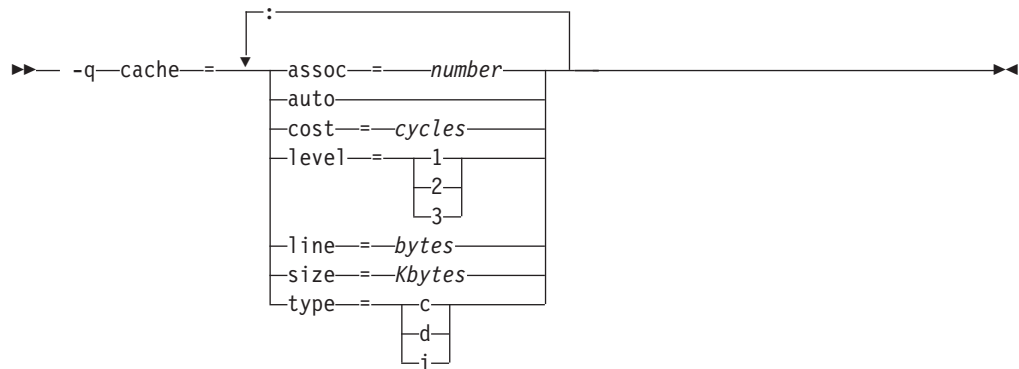 :
-q cache = assoc = number
auto
cost = cycles
level = 1
2
3
line = bytes
size = Kbytes
type = c
d
i